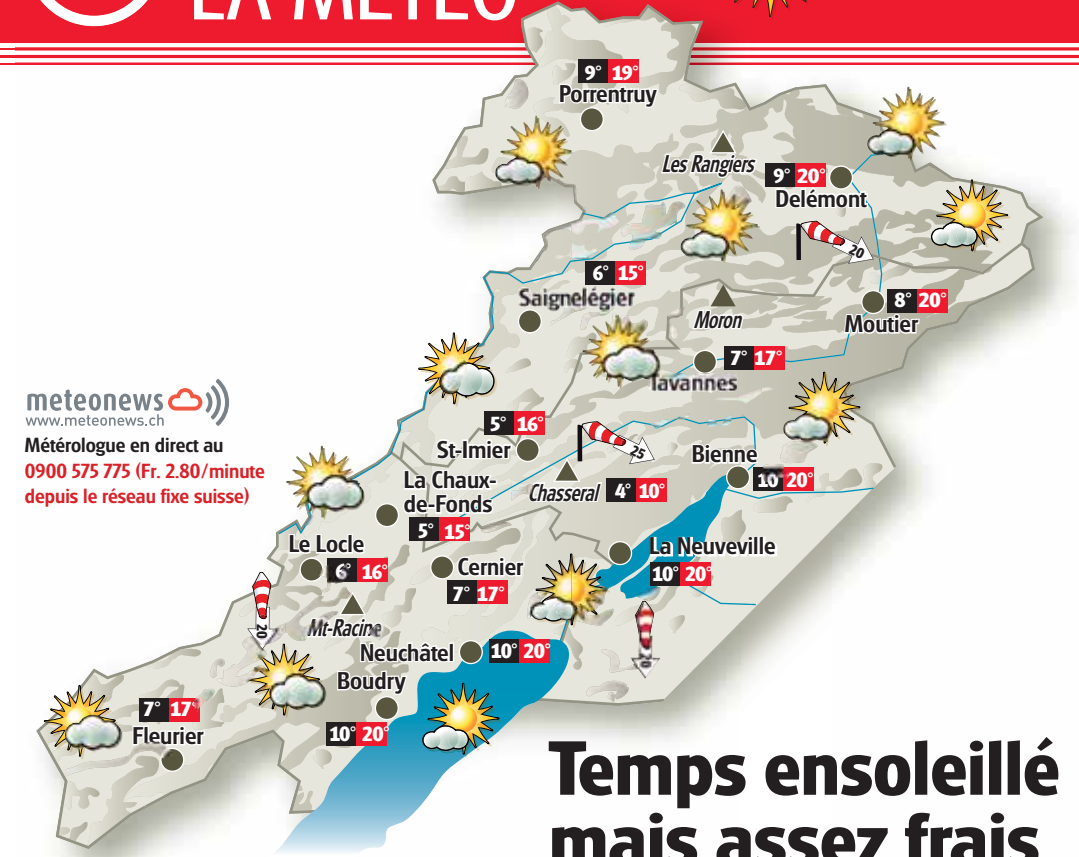 LA MÉTÉO
9° 19°
Porrentruy
Les Rangiers
9° 20°
Delémont
20
6° 15°
Saignelégier
Moron
8° 20°
Moutier
7° 17°
Tavannes
meteonews
www.meteonews.ch
Météorologue en direct au
0900 575 775 (Fr. 2.80/minute
depuis le réseau fixe suisse)
5° 16°
St-Imier
25
Bienne
10° 20°
Chasseral 4° 10°
La Chaux-
de-Fonds
5° 15°
Le Locle
6° 16°
Cernier
7° 17°
La Neuveville
10° 20°
20
Mt-Racine
Neuchâtel 10° 20°
Boudry
10° 20°
7° 17°
Fleurier
Temps ensoleillé
mais assez frais